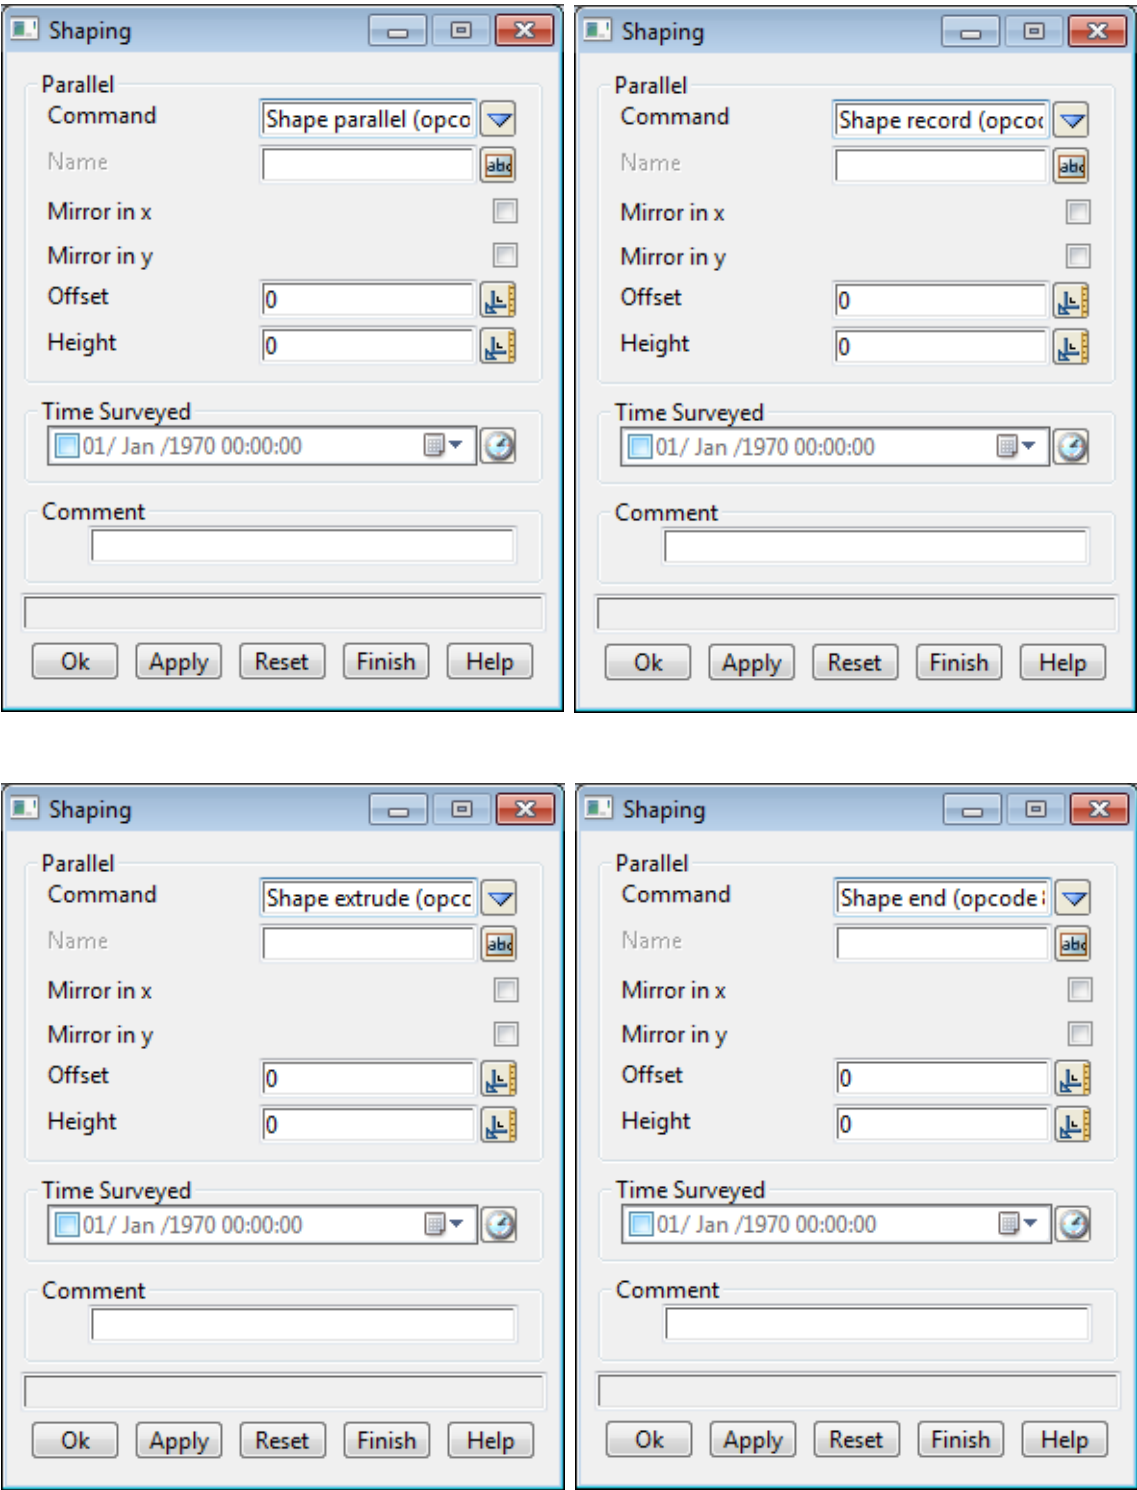 Shaping
Parallel
Command Shape parallel (opco
Name abc
Mirror in x
Mirror in y
Offset 0
Height 0
Time Surveyed
01/ Jan /1970 00:00:00
Comment
Ok Apply Reset Finish Help
Shaping
Parallel
Command Shape record (opcod
Name abc
Mirror in x
Mirror in y
Offset 0
Height 0
Time Surveyed
01/ Jan /1970 00:00:00
Comment
Ok Apply Reset Finish Help
Shaping
Parallel
Command Shape extrude (opcc
Name abc
Mirror in x
Mirror in y
Offset 0
Height 0
Time Surveyed
01/ Jan /1970 00:00:00
Comment
Ok Apply Reset Finish Help
Shaping
Parallel
Command Shape end (opcode
Name abc
Mirror in x
Mirror in y
Offset 0
Height 0
Time Surveyed
01/ Jan /1970 00:00:00
Comment
Ok Apply Reset Finish Help